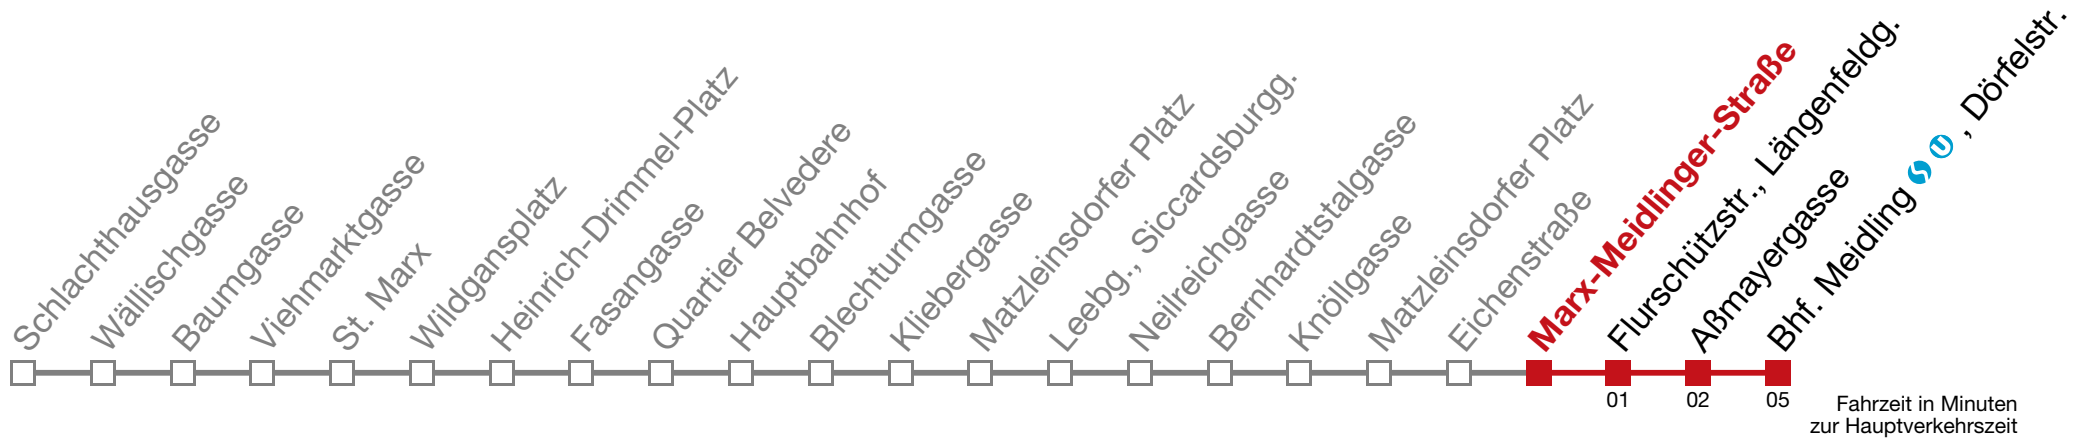 Schlachthausgasse
Wällischgasse
Baumgasse
Viehmarktgasse
St. Marx
Wildgansplatz
Heinrich-Drimmel-Platz
Fasangasse
Quartier Belvedere
Hauptbahnhof
Blechturmgasse
Kliebergasse
Matzleinsdorfer Platz
Leebg., Siccardsburgg.
Neilreichgasse
Bernhardtstalgasse
Knöllgasse
Matzleinsdorfer Platz
Eichenstraße
Marx-Meidlinger-Straße
Flurschützstr., Längenfeldg.
Aßmayergasse
Bhf. Meidling S U , Dörfelstr.
01 02 05
Fahrzeit in Minuten
zur Hauptverkehrszeit